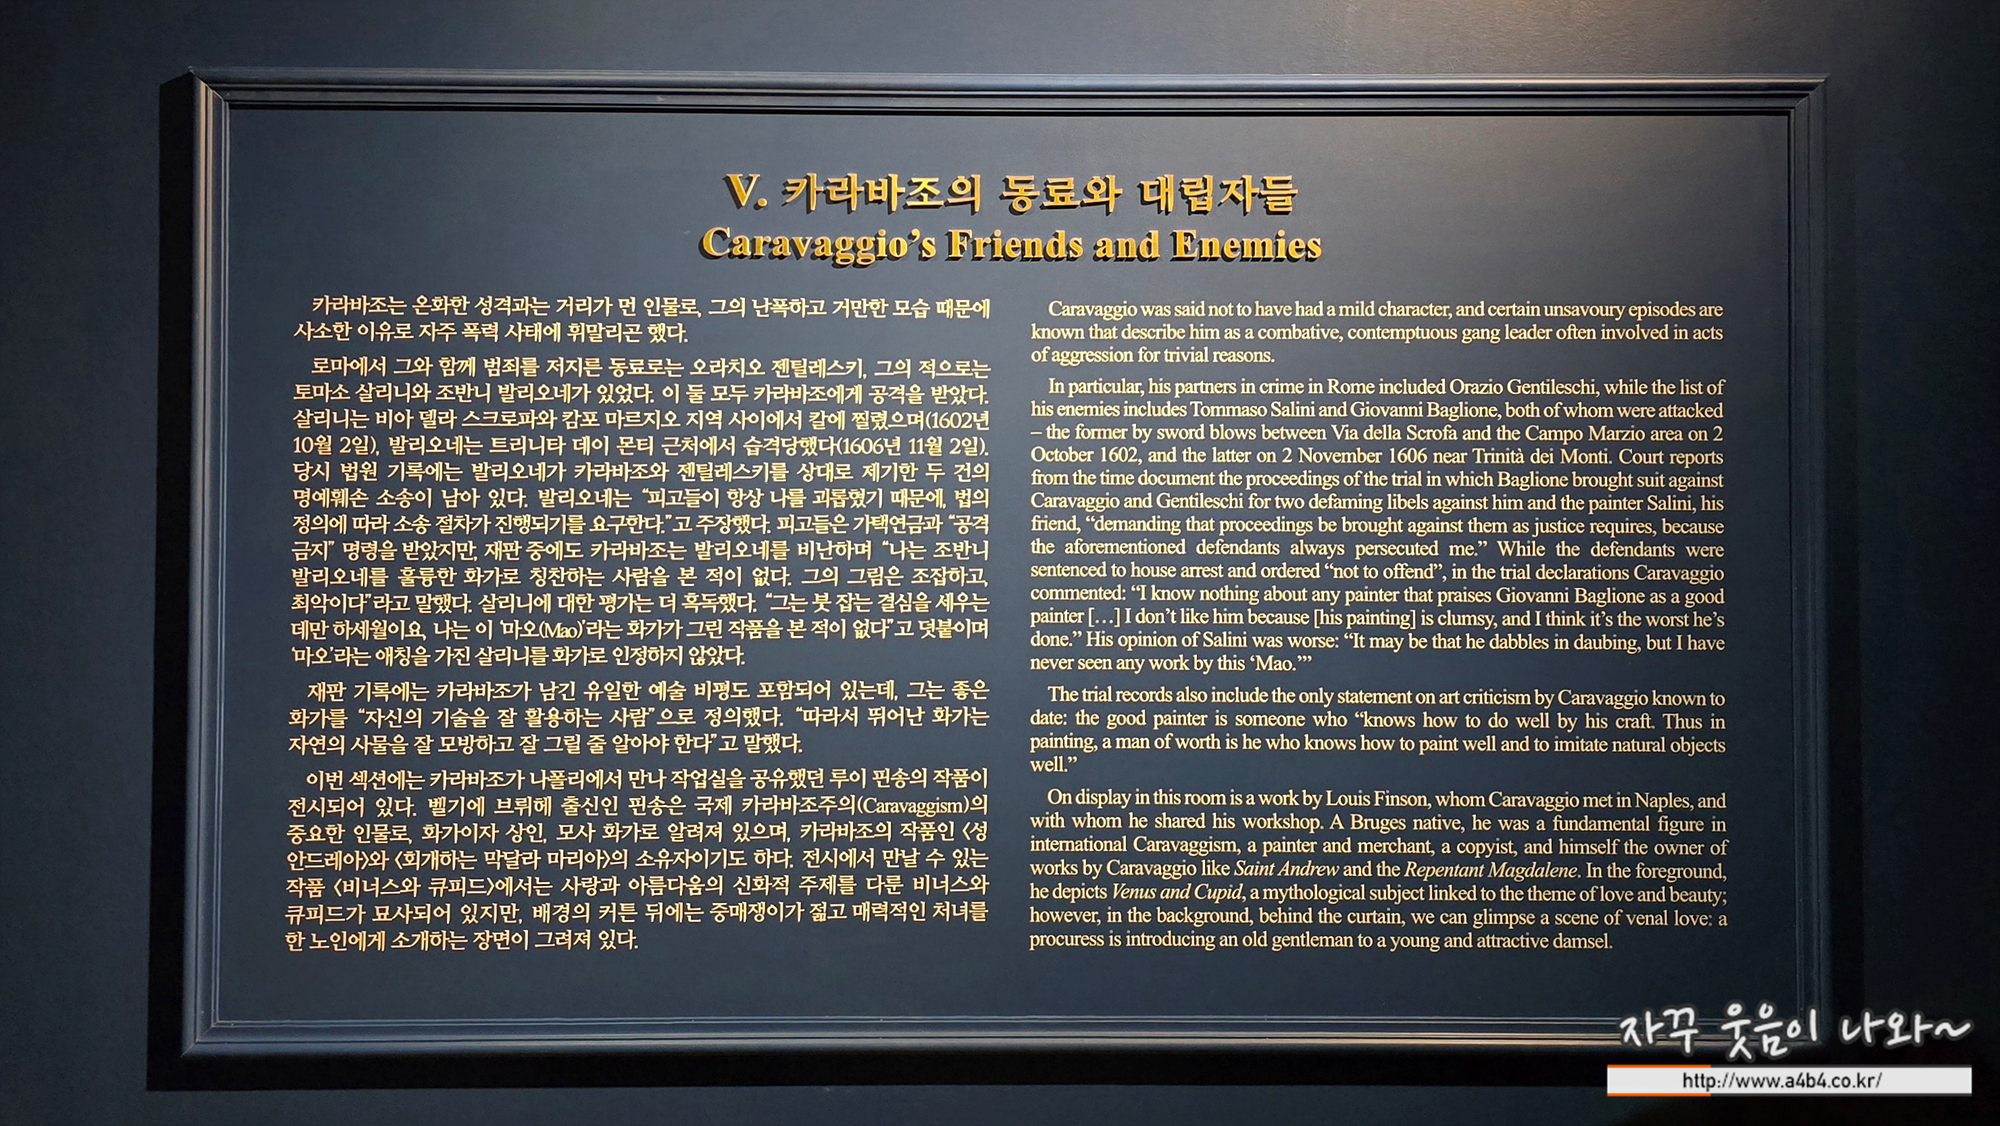 V. 카라바조의 동료와 대립자들
Caravaggio's Friends and Enemies
카라바조는 온화한 성격과는 거리가 먼 인물로, 그의 난폭하고 거만한 모습 때문에
사소한 이유로 자주 폭력 사태에 휘말리곤 했다.
로마에서 그와 함께 범죄를 저지른 동료로는 오라치오 젠틸레스키, 그의 적으로는
토마소 살리니와 조반니 발리오네가 있었다. 이 둘 모두 카라바조에게 공격을 받았다.
살리니는 비아 델라 스크로파와 캄포 마르지오 지역 사이에서 칼에 찔렸으며(1602년
10월 2일), 발리오네는 트리니타 데이 몬티 근처에서 습격당했다(1606년 11월 2일).
당시 법원 기록에는 발리오네가 카라바조와 젠틸레스키를 상대로 제기한 두 건의
명예훼손 소송이 남아 있다. 발리오네는 “피고들이 항상 나를 괴롭혔기 때문에, 법의
정의에 따라 소송 절차가 진행되기를 요구한다.”고 주장했다. 피고들은 가택연금과 “공격
금지” 명령을 받았지만, 재판 중에도 카라바조는 발리오네를 비난하며 “나는 조반니
발리오네를 훌륭한 화가로 칭찬하는 사람을 본 적이 없다. 그의 그림은 조잡하고,
최악이다”라고 말했다. 살리니에 대한 평가는 더 혹독했다. “그는 붓 잡는 결심을 세우는
데만 하세월이요, 나는 이 ‘마오(Mao)’라는 화가가 그린 작품을 본 적이 없다”고 덧붙이며
‘마오’라는 애칭을 가진 살리니를 화가로 인정하지 않았다.
재판 기록에는 카라바조가 남긴 유일한 예술 비평도 포함되어 있는데, 그는 좋은
화가를 “자신의 기술을 잘 활용하는 사람”으로 정의했다. “따라서 뛰어난 화가는
자연의 사물을 잘 모방하고 잘 그릴 줄 알아야 한다”고 말했다.
이번 섹션에는 카라바조가 나폴리에서 만나 작업실을 공유했던 루이 핀송의 작품이
전시되어 있다. 벨기에 브뤼헤 출신인 핀송은 국제 카라바조주의(Caravaggism)의
중요한 인물로, 화가이자 상인, 모사 화가로 알려져 있으며, 카라바조의 작품인 〈성
안드레아〉와 〈회개하는 막달라 마리아〉의 소유자이기도 하다. 전시에서 만날 수 있는
작품 〈비너스와 큐피드〉에서는 사랑과 아름다움의 신화적 주제를 다룬 비너스와
큐피드가 묘사되어 있지만, 배경의 커튼 뒤에는 중매쟁이가 젊고 매력적인 처녀를
한 노인에게 소개하는 장면이 그려져 있다.
Caravaggio was said not to have had a mild character, and certain unsavoury episodes are
known that describe him as a combative, contemptuous gang leader often involved in acts
of aggression for trivial reasons.
In particular, his partners in crime in Rome included Orazio Gentileschi, while the list of
his enemies includes Tommaso Salini and Giovanni Baglione, both of whom were attacked
– the former by sword blows between Via della Scrofa and the Campo Marzio area on 2
October 1602, and the latter on 2 November 1606 near Trinità dei Monti. Court reports
from the time document the proceedings of the trial in which Baglione brought suit against
Caravaggio and Gentileschi for two defaming libels against him and the painter Salini, his
friend, “demanding that proceedings be brought against them as justice requires, because
the aforementioned defendants always persecuted me.” While the defendants were
sentenced to house arrest and ordered “not to offend”, in the trial declarations Caravaggio
commented: “I know nothing about any painter that praises Giovanni Baglione as a good
painter […] I don’t like him because [his painting] is clumsy, and I think it’s the worst he’s
done.” His opinion of Salini was worse: “It may be that he dabbles in daubing, but I have
never seen any work by this ‘Mao.’”
The trial records also include the only statement on art criticism by Caravaggio known to
date: the good painter is someone who “knows how to do well by his craft. Thus in
painting, a man of worth is he who knows how to paint well and to imitate natural objects
well.”
On display in this room is a work by Louis Finson, whom Caravaggio met in Naples, and
with whom he shared his workshop. A Bruges native, he was a fundamental figure in
international Caravaggism, a painter and merchant, a copyist, and himself the owner of
works by Caravaggio like Saint Andrew and the Repentant Magdalene. In the foreground,
he depicts Venus and Cupid, a mythological subject linked to the theme of love and beauty;
however, in the background, behind the curtain, we can glimpse a scene of venal love: a
procuress is introducing an old gentleman to a young and attractive damsel.
자꾸 웃음이 나와~
http://www.a4b4.co.kr/